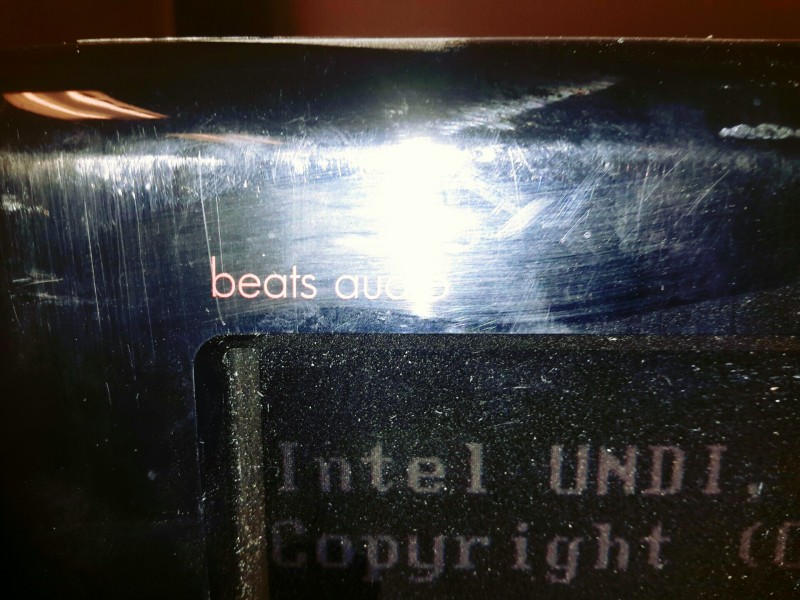 beats audio
Intel UNDI,
Copyright (C